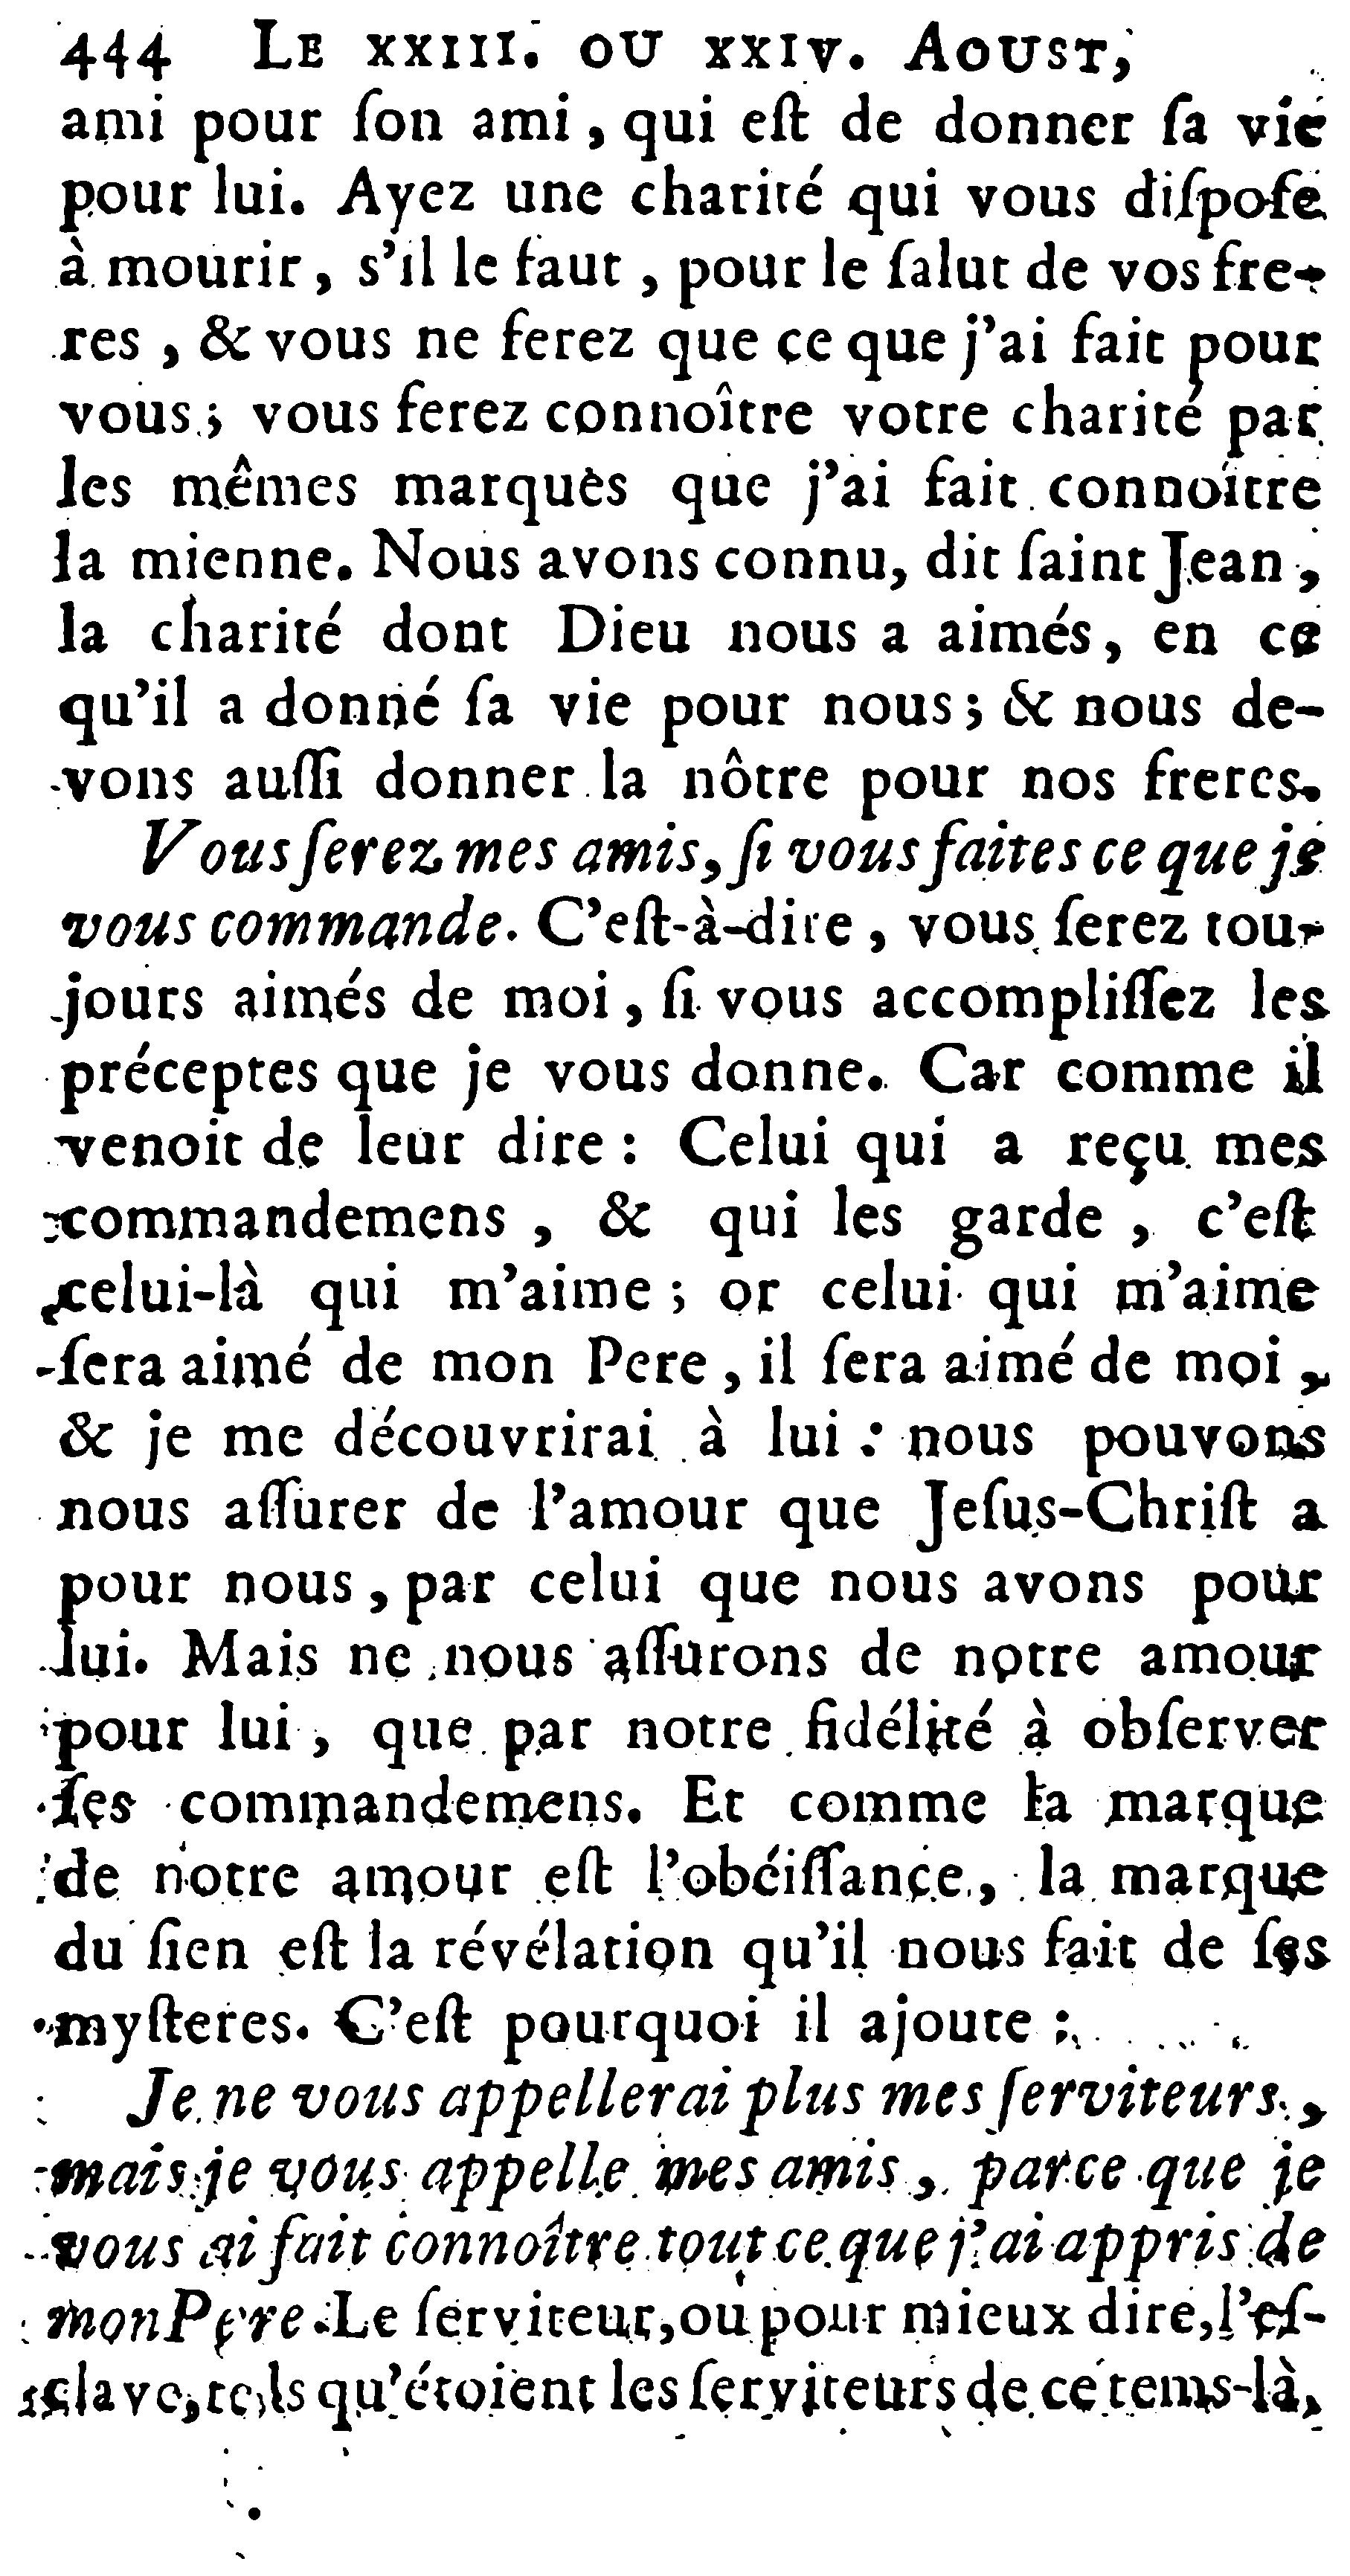 444 LE XXIII. OU XXIV. AOUST,
ami pour ſon ami, qui eſt de donner ſa vie
pour lui. Ayez une charité qui vous diſpoſe
à mourir, s'il le faut, pour le ſalut de vos fre-
res, & vous ne ferez que ce que j'ai fait pour
vous; vous ferez connoître votre charité par
les mêmes marques que j'ai fait connoître
la mienne. Nous avons connu, dit ſaint Jean,
la charité dont Dieu nous a aimés, en ce
qu'il a donné ſa vie pour nous; & nous de-
vons auſſi donner la nôtre pour nos freres.
Vous ſerez mes amis, ſi vous faites ce que je
vous commande. C'eſt-à-dire, vous ſerez tou-
jours aimés de moi, ſi vous accompliſſez les
préceptes que je vous donne. Car comme il
venoit de leur dire: Celui qui a reçu mes
commandemens, & qui les garde, c'eſt
celui-là qui m'aime; or celui qui m'aime
ſera aimé de mon Pere, il ſera aimé de moi,
& je me découvrirai à lui: nous pouvons
nous aſſurer de l'amour que Jeſus-Chriſt a
pour nous, par celui que nous avons pour
lui. Mais ne nous aſſurons de notre amour
pour lui, que par notre fidélité à obſerver
ſes commandemens. Et comme la marque
de notre amour eſt l'obéiſſance, la marque
du ſien eſt la révélation qu'il nous fait de ſes
myſteres. C'eſt pourquoi il ajoute:
Je ne vous appellerai plus mes ſerviteurs,
mais je vous appelle mes amis, parce que je
vous ai fait connoître tout ce que j'ai appris de
mon Pere. Le ſerviteur, ou pour mieux dire, l'eſ-
clave, tels qu'étoient les ſerviteurs de ce tems-là,